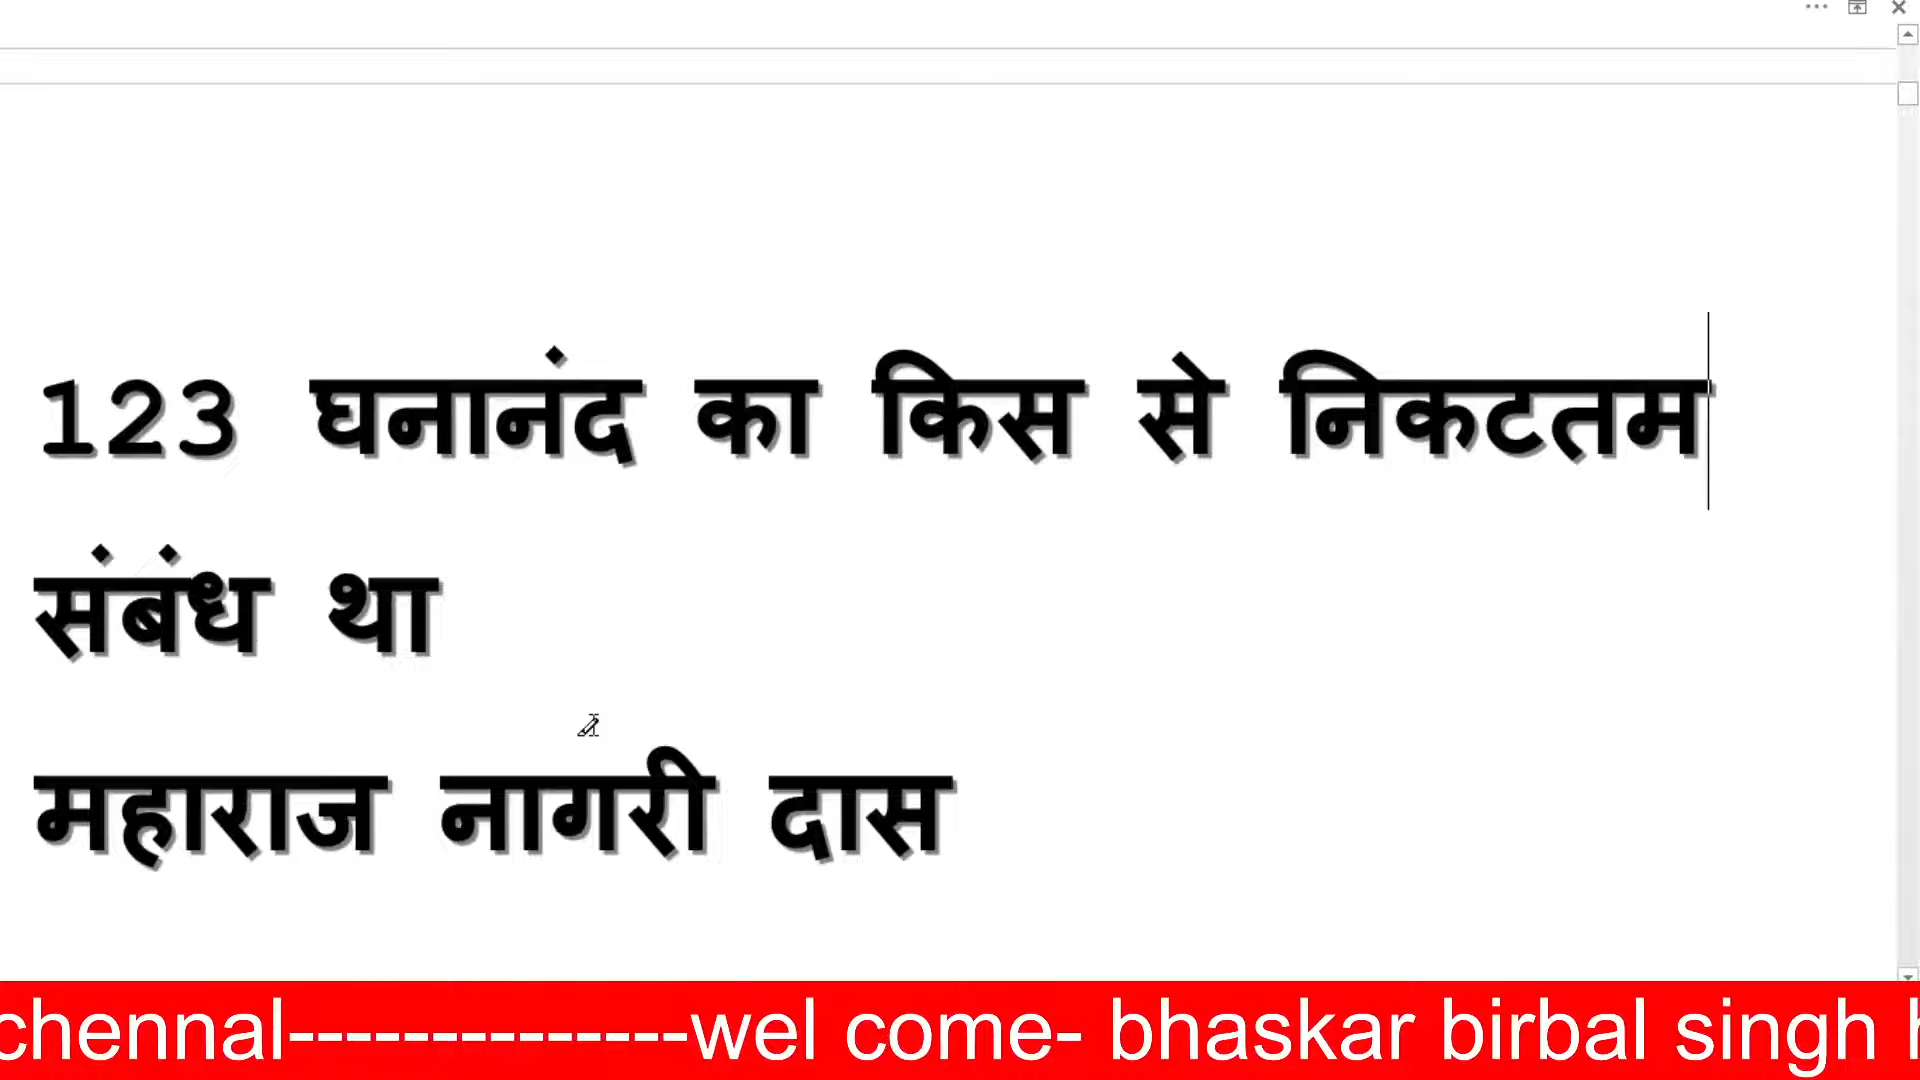 123 घनानंद का किस से निकटतम
संबंध था
महाराज नागरी दास
chennal--------------wel come- bhaskar birbal singh